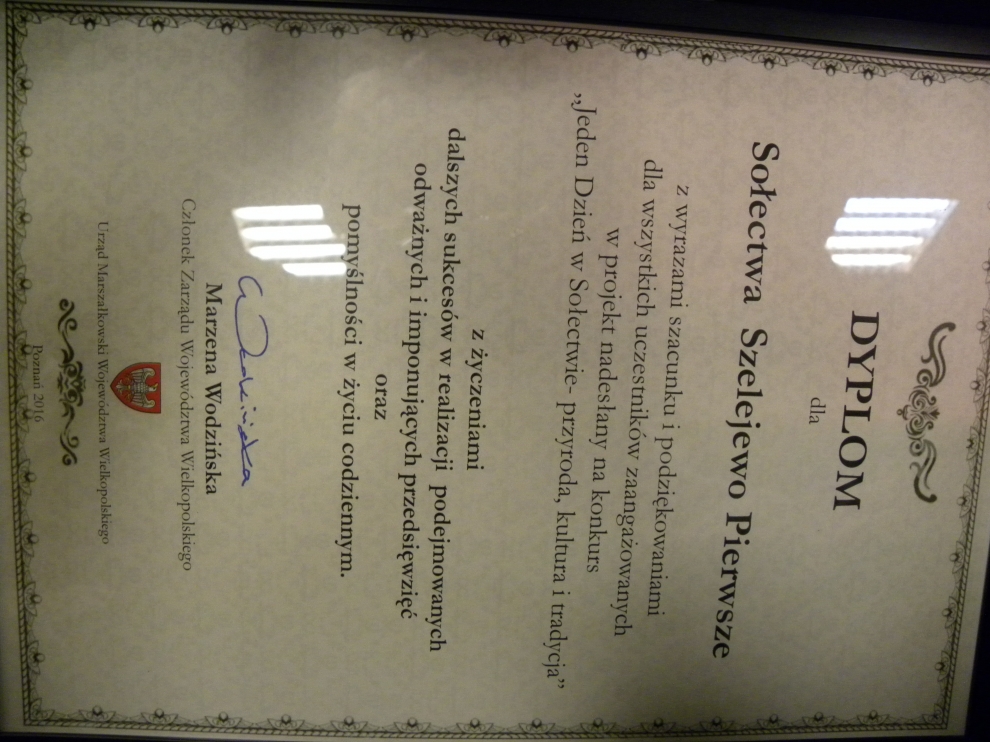 DYPLOM
dla
Sołectwa Szelejewo Pierwsze
z wyrazami szacunku i podziękowaniami
dla wszystkich uczestników zaangażowanych
w projekt nadesłany na konkurs
„Jeden Dzień w Sołectwie- przyroda, kultura i tradycja”
z życzeniami
dalszych sukcesów w realizacji podejmowanych
odważnych i imponujących przedsięwzięć
oraz
pomyślności w życiu codziennym.
Marzena Wodzińska
Członek Zarządu Województwa Wielkopolskiego
Urząd Marszałkowski Województwa Wielkopolskiego
Poznań 2016